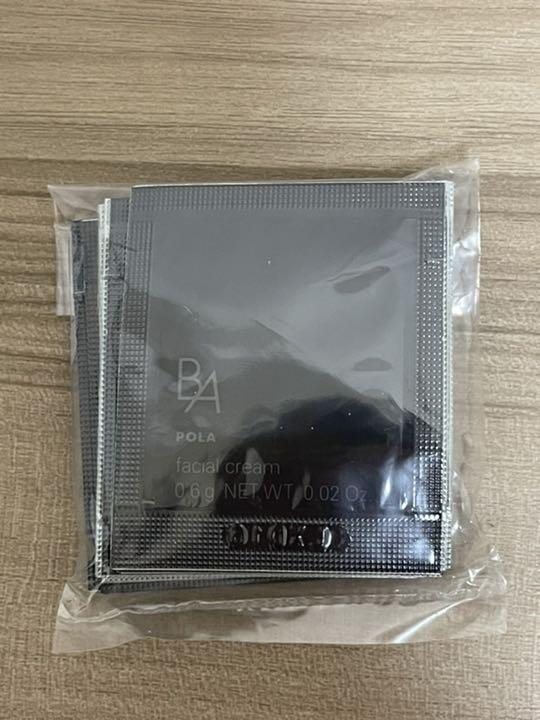 BA
POLA
facial cream
0.6 g NET WT. 0.02 Oz.